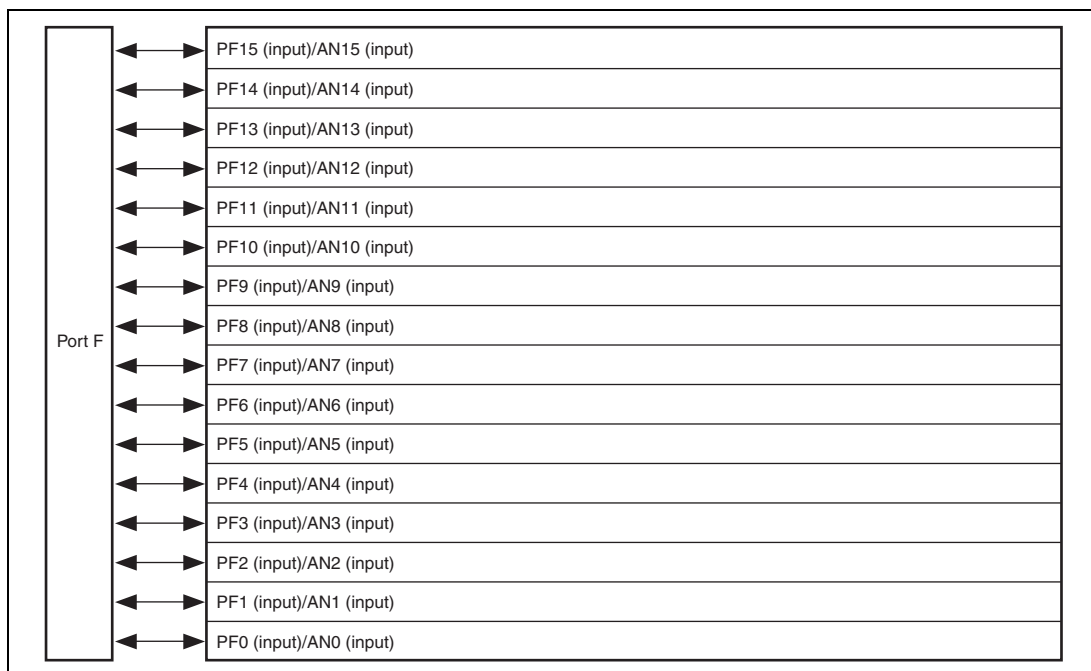 PF15 (input)/AN15 (input)
PF14 (input)/AN14 (input)
PF13 (input)/AN13 (input)
PF12 (input)/AN12 (input)
PF11 (input)/AN11 (input)
PF10 (input)/AN10 (input)
PF9 (input)/AN9 (input)
PF8 (input)/AN8 (input)
Port F
PF7 (input)/AN7 (input)
PF6 (input)/AN6 (input)
PF5 (input)/AN5 (input)
PF4 (input)/AN4 (input)
PF3 (input)/AN3 (input)
PF2 (input)/AN2 (input)
PF1 (input)/AN1 (input)
PF0 (input)/AN0 (input)